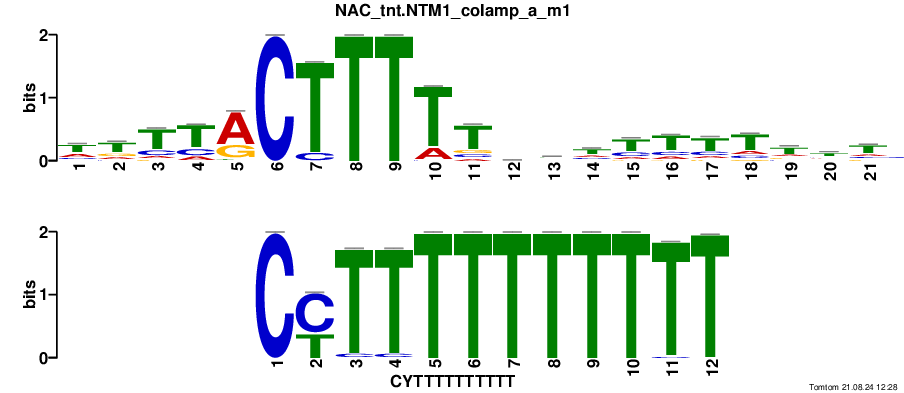 NAC_tnt.NTM1_colamp_a_m1
2
1
0
bits
1 2 3 4 5 6 7 8 9 10 11 12 13 14 15 16 17 18 19 20 21
T T T T A G C T C T T T A T C T T T T T T T T
2
1
0
bits
C C T T T T T T T T T T T
1 2 3 4 5 6 7 8 9 10 11 12
CYTTTTTTTTTT
Tomtom 21.08.24 12:28